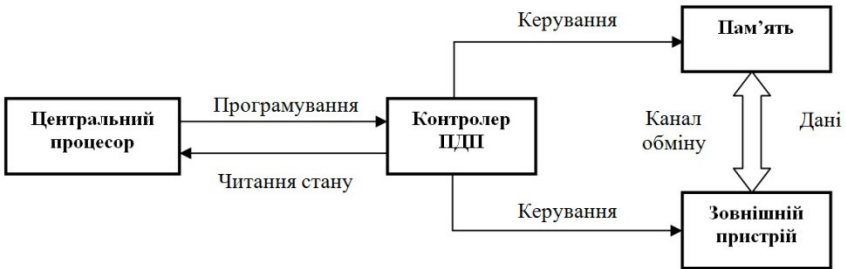 Керування
Пам’ять
Центральний
процесор
Програмування
Читання стану
Контролер
ПДП
Канал
обміну
Дані
Керування
Зовнішній
пристрій